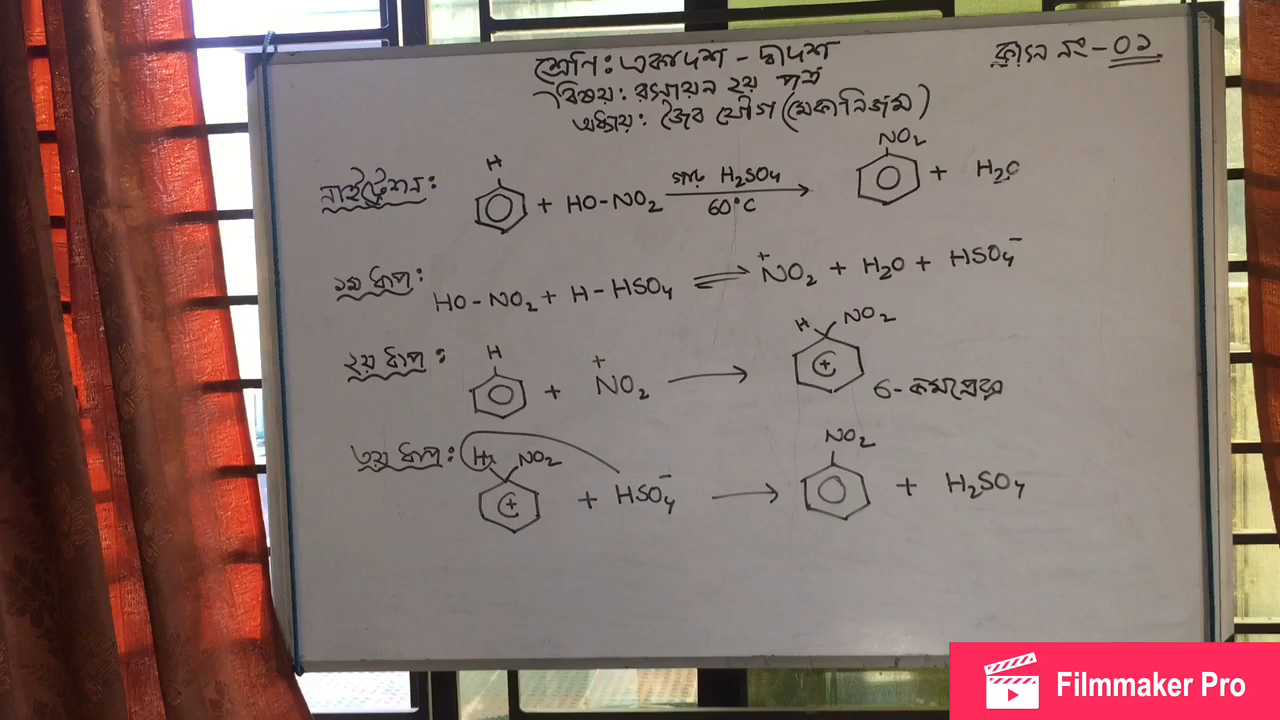 শ্রেণি: একাদশ - দ্বাদশ
ক্লাস নং - ০১
বিষয়: রসায়ন ২য় পত্র
অধ্যায়: জৈব যৌগ (মেকানিজম)
নাইট্রেশন: H + HO-NO₂ গাঢ় H₂SO₄ 60°C → NO₂ + H₂O
১ম ধাপ: HO-NO₂ + H-HSO₄ ⇌ ⁺NO₂ + H₂O + HSO₄⁻
২য় ধাপ: H + ⁺NO₂ → H NO₂ +
σ-কমপ্লেক্স
৩য় ধাপ: H NO₂ + + HSO₄⁻ → NO₂ + H₂SO₄
Filmmaker Pro